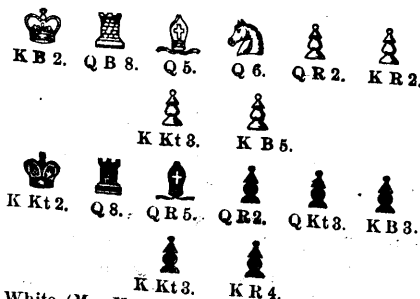 K B 2. Q B 8. Q 5. Q 6. Q R 2. K R 2.
K Kt 3. K B 5.
K Kt 2. Q 8. Q R 5. Q R 2. Q Kt 3. K B 3.
K Kt 3. K R 4.
White